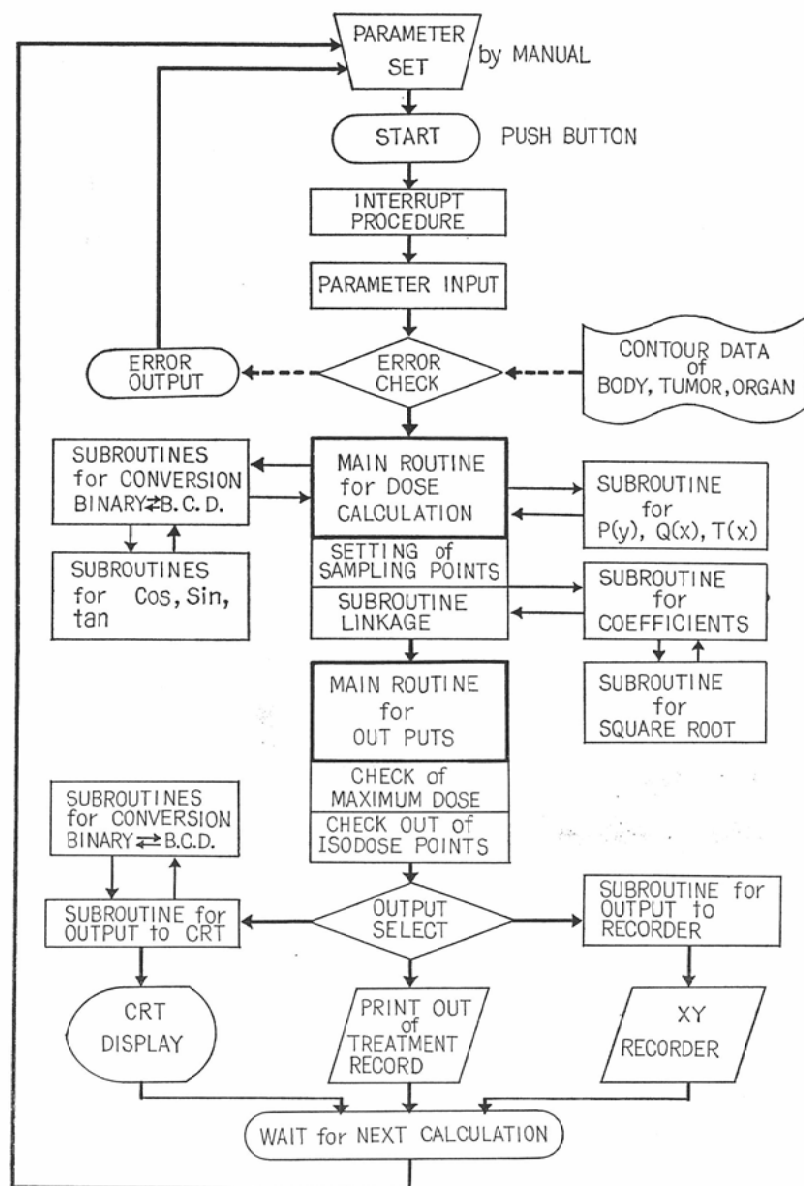 PARAMETER
SET
by MANUAL
START
PUSH BUTTON
INTERRUPT
PROCEDURE
PARAMETER INPUT
ERROR
OUTPUT
ERROR
CHECK
CONTOUR DATA
of
BODY, TUMOR, ORGAN
SUBROUTINES
for CONVERSION
BINARY⇄B.C.D.
MAIN ROUTINE
for DOSE
CALCULATION
SUBROUTINE
for
P(y), Q(x), T(x)
SETTING of
SAMPLING POINTS
SUBROUTINES
for Cos, Sin,
tan
SUBROUTINE
LINKAGE
SUBROUTINE
for
COEFFICIENTS
MAIN ROUTINE
for
OUT PUTS
SUBROUTINE
for
SQUARE ROOT
CHECK of
MAXIMUM DOSE
SUBROUTINES
for CONVERSION
BINARY⇄B.C.D.
CHECK OUT of
ISODOSE POINTS
SUBROUTINE for
OUTPUT to CRT
OUTPUT
SELECT
SUBROUTINE for
OUTPUT to
RECORDER
CRT
DISPLAY
PRINT OUT
of
TREATMENT
RECORD
XY
RECORDER
WAIT for NEXT CALCULATION